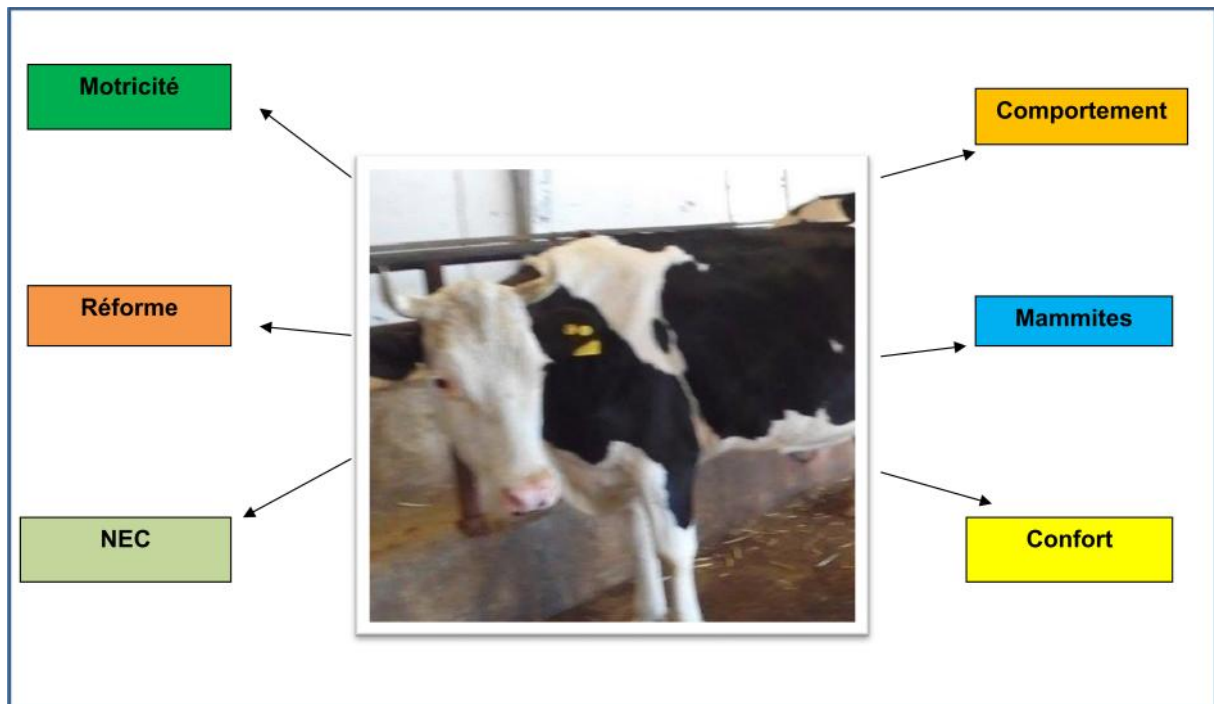 Motricité
Réforme
NEC
Comportement
Mammites
Confort